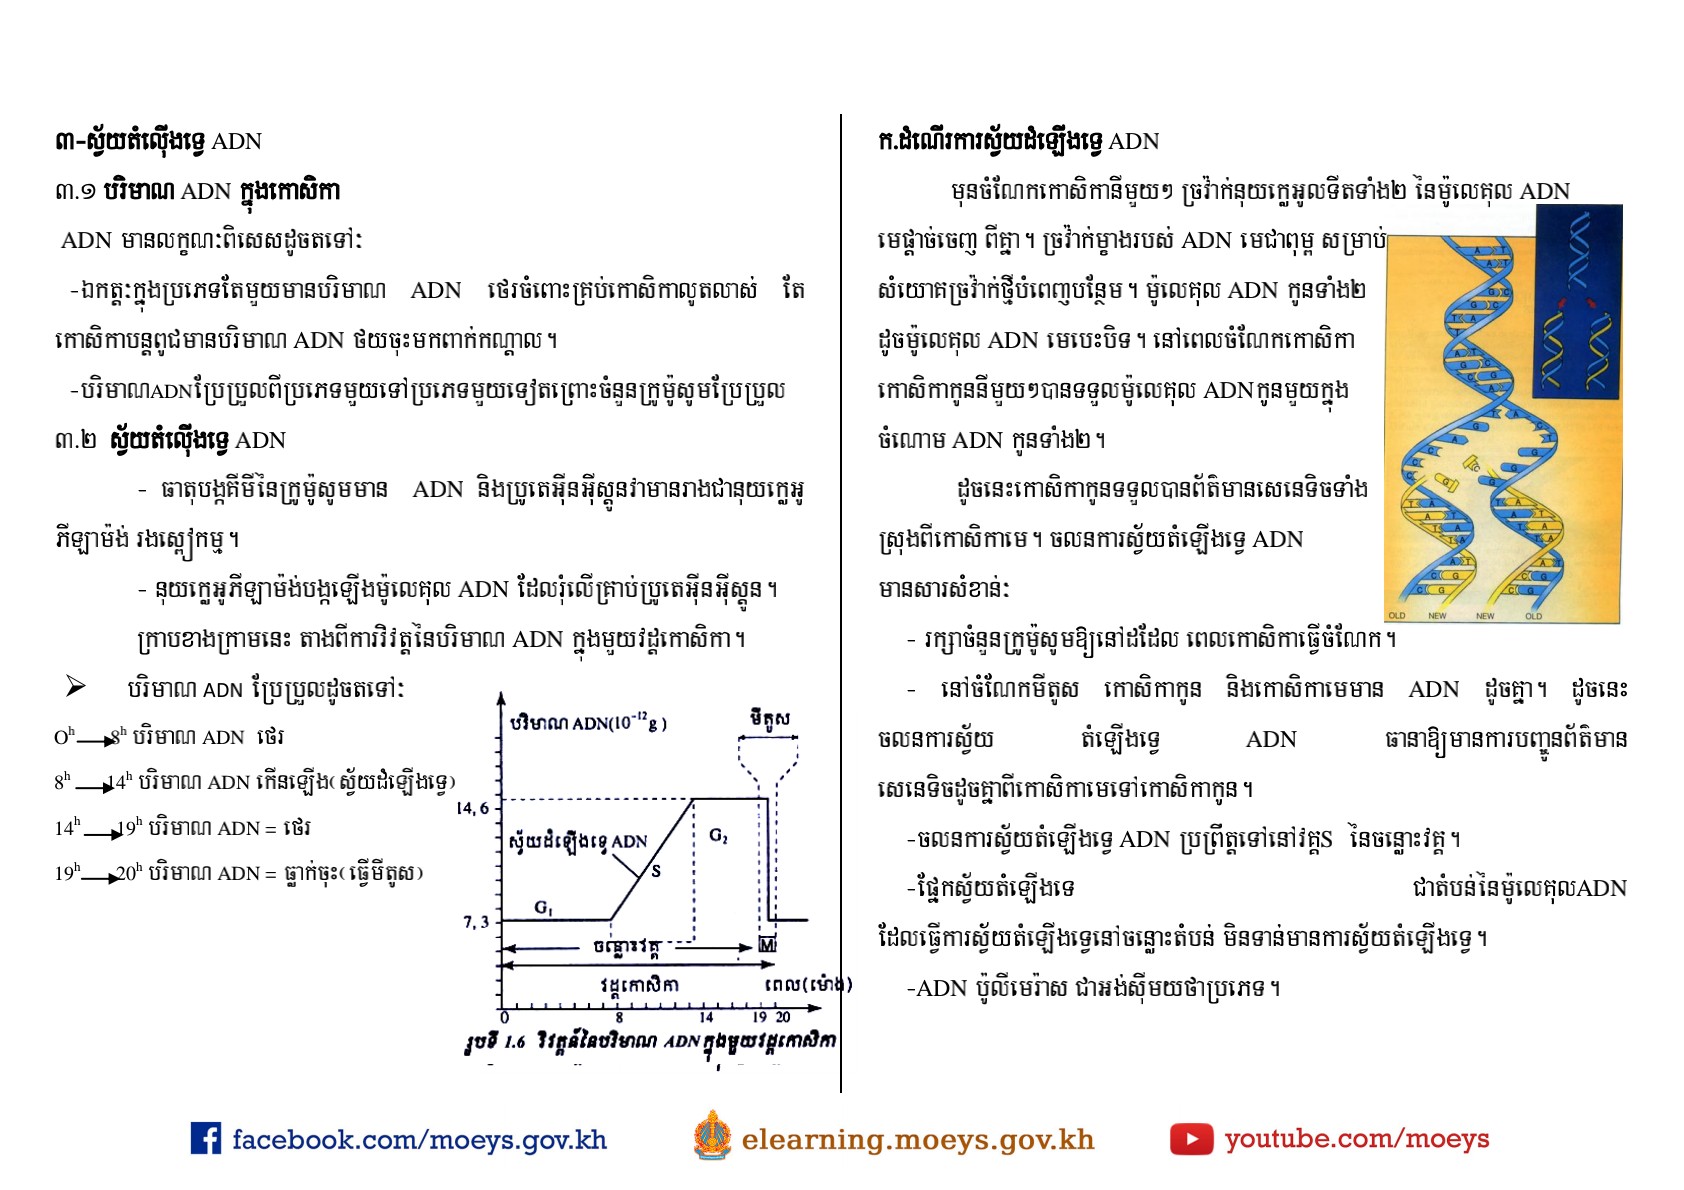 ៣-ស្វ័យតំលើុងទ្វេ ADN
៣.១ បរិមាណ ADN ក្នុងកោសិកា
ADN មានលក្ខណៈពិសេសដូចតទៅៈ
-ឯកត្តៈក្នុងប្រភេទតែមួយមានបរិមាណ ADN ថេរចំពោះគ្រប់កោសិកាលូតលាស់ តែ
កោសិកាបន្តពូជមានបរិមាណ ADN ថយចុះមកពាក់កណ្តាល។
-បរិមាណADNប្រែប្រួលពីប្រភេទមួយទៅប្រភេទមួយទៀតព្រោះចំនួនក្រូម៉ូសូមប្រែប្រួល
៣.២ ស្វ័យតំលើុងទ្វេ ADN
- ធាតុបង្កគីមីនៃក្រូម៉ូសូមមាន ADN និងប្រូតេអ៊ីនអ៊ីស្តូនវាមានរាងជានុយក្លេអូ
ភីឡាម៉ង់ រងស្ពៀកម្ម។
- នុយក្លេអូភីឡាម៉ង់បង្កឡើងម៉ូលេគុល ADN ដែលរុំលើគ្រាប់ប្រូតេអ៊ីនអ៊ីស្តូន។
ក្រាបខាងក្រាមនេះ តាងពីការវិវត្តនៃបរិមាណ ADN ក្នុងមួយវដ្តកោសិកា។
➢ បរិមាណ ADN ប្រែប្រួលដូចតទៅៈ
0h → 8h បរិមាណ ADN ថេរ
8h → 14h បរិមាណ ADN កើនឡើង(ស្វ័យដំឡើងទ្វេ)
14h → 19h បរិមាណ ADN = ថេរ
19h → 20h បរិមាណ ADN = ធ្លាក់ចុះ(ធ្វើមីតូស)
បរិមាណ ADN(10⁻¹²g)
មីតូស
14,6
ស្វ័យដំឡើងទ្វេ ADN
G2
S
G1
7,3
ចន្លោះវគ្គ
M
វដ្តកោសិកា
ពេល(ម៉ោង)
0 8 14 19 20
រូបទី 1.6 វិវត្តន៍នៃបរិមាណ ADN ក្នុងមួយវដ្តកោសិកា
ក.ដំណើរការស្វ័យដំឡើងទ្វេ ADN
មុនចំណែកកោសិកានីមួយៗ ច្រវ៉ាក់នុយក្លេអូលទីតទាំង២ នៃម៉ូលេគុល ADN
មេផ្តាច់ចេញ ពីគ្នា។ ច្រវ៉ាក់ម្ខាងរបស់ ADN មេជាពុម្ព សម្រាប់
សំយោគច្រវ៉ាក់ថ្មីបំពេញបន្ថែម។ ម៉ូលេគុល ADN កូនទាំង២
ដូចម៉ូលេគុល ADN មេបេះបិទ។ នៅពេលចំណែកកោសិកា
កោសិកាកូននីមួយៗបានទទួលម៉ូលេគុល ADNកូនមួយក្នុង
ចំណោម ADN កូនទាំង២។
ដូចនេះកោសិកាកូនទទួលបានព័ត៌មានសេនេទិចទាំង
ស្រុងពីកោសិកាមេ។ ចលនការស្វ័យតំឡើងទ្វេ ADN
មានសារសំខាន់ៈ
- រក្សាចំនួនក្រូម៉ូសូមឱ្យនៅដដែល ពេលកោសិកាធ្វើចំណែក។
- នៅចំណែកមីតូស កោសិកាកូន និងកោសិកាមេមាន ADN ដូចគ្នា។ ដូចនេះ
ចលនការស្វ័យ តំឡើងទ្វេ ADN ធានាឱ្យមានការបញ្ជូនព័ត៌មាន
សេនេទិចដូចគ្នាពីកោសិកាមេទៅកោសិកាកូន។
-ចលនការស្វ័យតំឡើងទ្វេ ADN ប្រព្រឹត្តទៅនៅវគ្គS នៃចន្លោះវគ្គ។
-ផ្នែកស្វ័យតំឡើងទេ ជាតំបន់នៃម៉ូលេគុលADN
ដែលធ្វើការស្វ័យតំឡើងទ្វេនៅចន្លោះតំបន់ មិនទាន់មានការស្វ័យតំឡើងទ្វេ។
-ADN ប៉ូលីមេរ៉ាស ជាអង់ស៊ីមយថាប្រភេទ។
OLD NEW NEW OLD
facebook.com/moeys.gov.kh
elearning.moeys.gov.kh
youtube.com/moeys